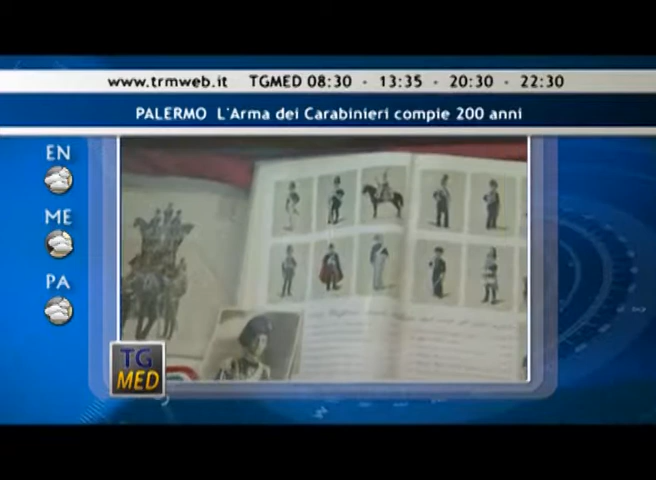 www.trmweb.it TGMED 08:30 - 13:35 - 20:30 - 22:30
PALERMO L'Arma dei Carabinieri compie 200 anni
EN
ME
PA
TG
MED